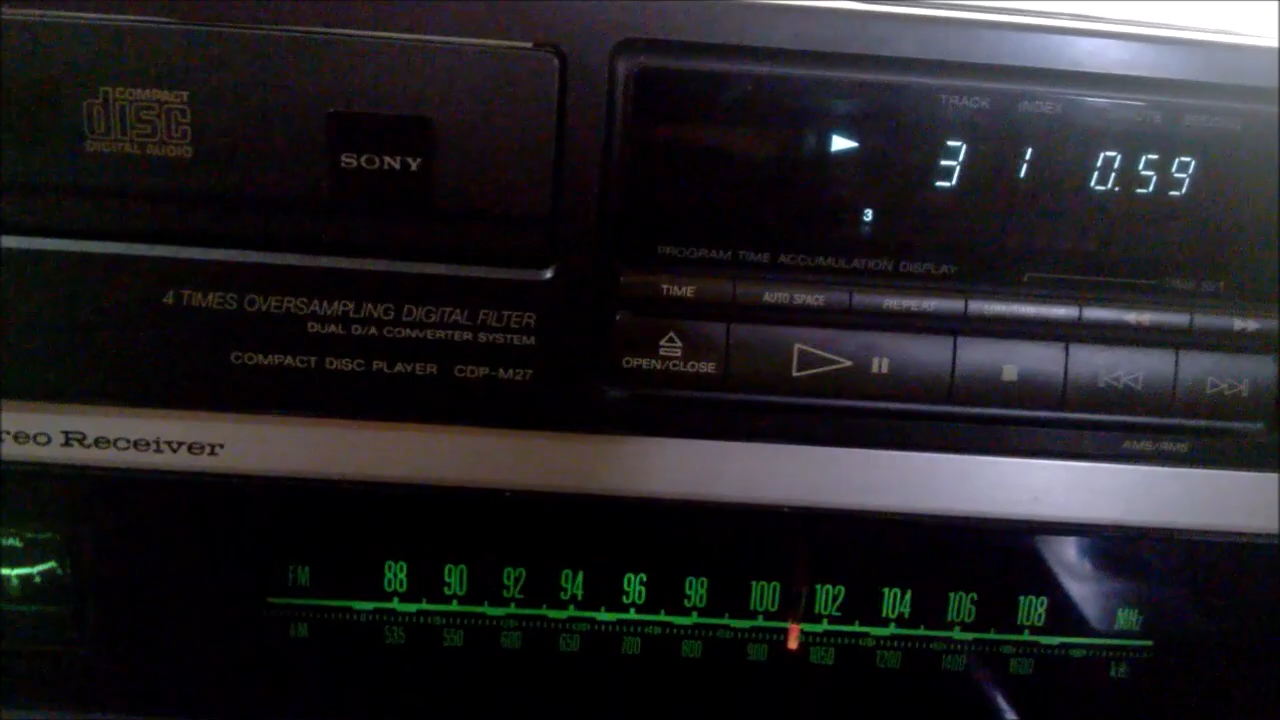 COMPACT
disc
DIGITAL AUDIO
SONY
TRACK INDEX
3 1 0.59
3
PROGRAM TIME ACCUMULATION DISPLAY
TIME AUTO SPACE REPEAT
4 TIMES OVERSAMPLING DIGITAL FILTER
DUAL D/A CONVERTER SYSTEM
OPEN/CLOSE
COMPACT DISC PLAYER CDP-M27
AMS/RMS
reo Receiver
FM 88 90 92 94 96 98 100 102 104 106 108 MHz
535 550 600 650 700 800 900 1050 1200 1400 1600